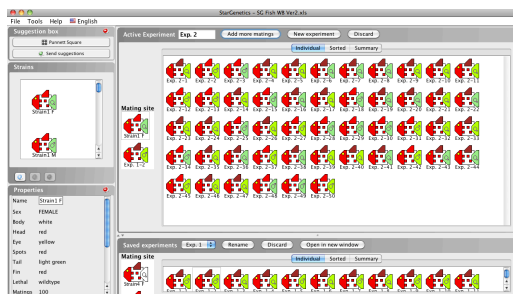 StarGenetics - SG Fish WB Ver2.xls
File Tools Help English
Suggestion box
Punnett Square
Send suggestions
Strains
Strain1 F
Strain1 M
Properties
Name Strain1 F
Sex FEMALE
Body white
Head red
Eye yellow
Spots red
Tail light green
Fin red
Lethal wildtype
Matings 100
Active Experiment Exp. 2 Add more matings New experiment Discard
Individual Sorted Summary
Mating site
Strain1 F
Exp. 1-2
Exp. 2-1 Exp. 2-2 Exp. 2-3 Exp. 2-4 Exp. 2-5 Exp. 2-6 Exp. 2-7 Exp. 2-8 Exp. 2-9 Exp. 2-10 Exp. 2-11
Exp. 2-12 Exp. 2-13 Exp. 2-14 Exp. 2-15 Exp. 2-16 Exp. 2-17 Exp. 2-18 Exp. 2-19 Exp. 2-20 Exp. 2-21 Exp. 2-22
Exp. 2-23 Exp. 2-24 Exp. 2-25 Exp. 2-26 Exp. 2-27 Exp. 2-28 Exp. 2-29 Exp. 2-30 Exp. 2-31 Exp. 2-32 Exp. 2-33
Exp. 2-34 Exp. 2-35 Exp. 2-36 Exp. 2-37 Exp. 2-38 Exp. 2-39 Exp. 2-40 Exp. 2-41 Exp. 2-42 Exp. 2-43 Exp. 2-44
Exp. 2-45 Exp. 2-46 Exp. 2-47 Exp. 2-48 Exp. 2-49 Exp. 2-50
Saved experiments Exp. 1 Rename Discard Open in new window
Individual Sorted Summary
Mating site
Strain4 F